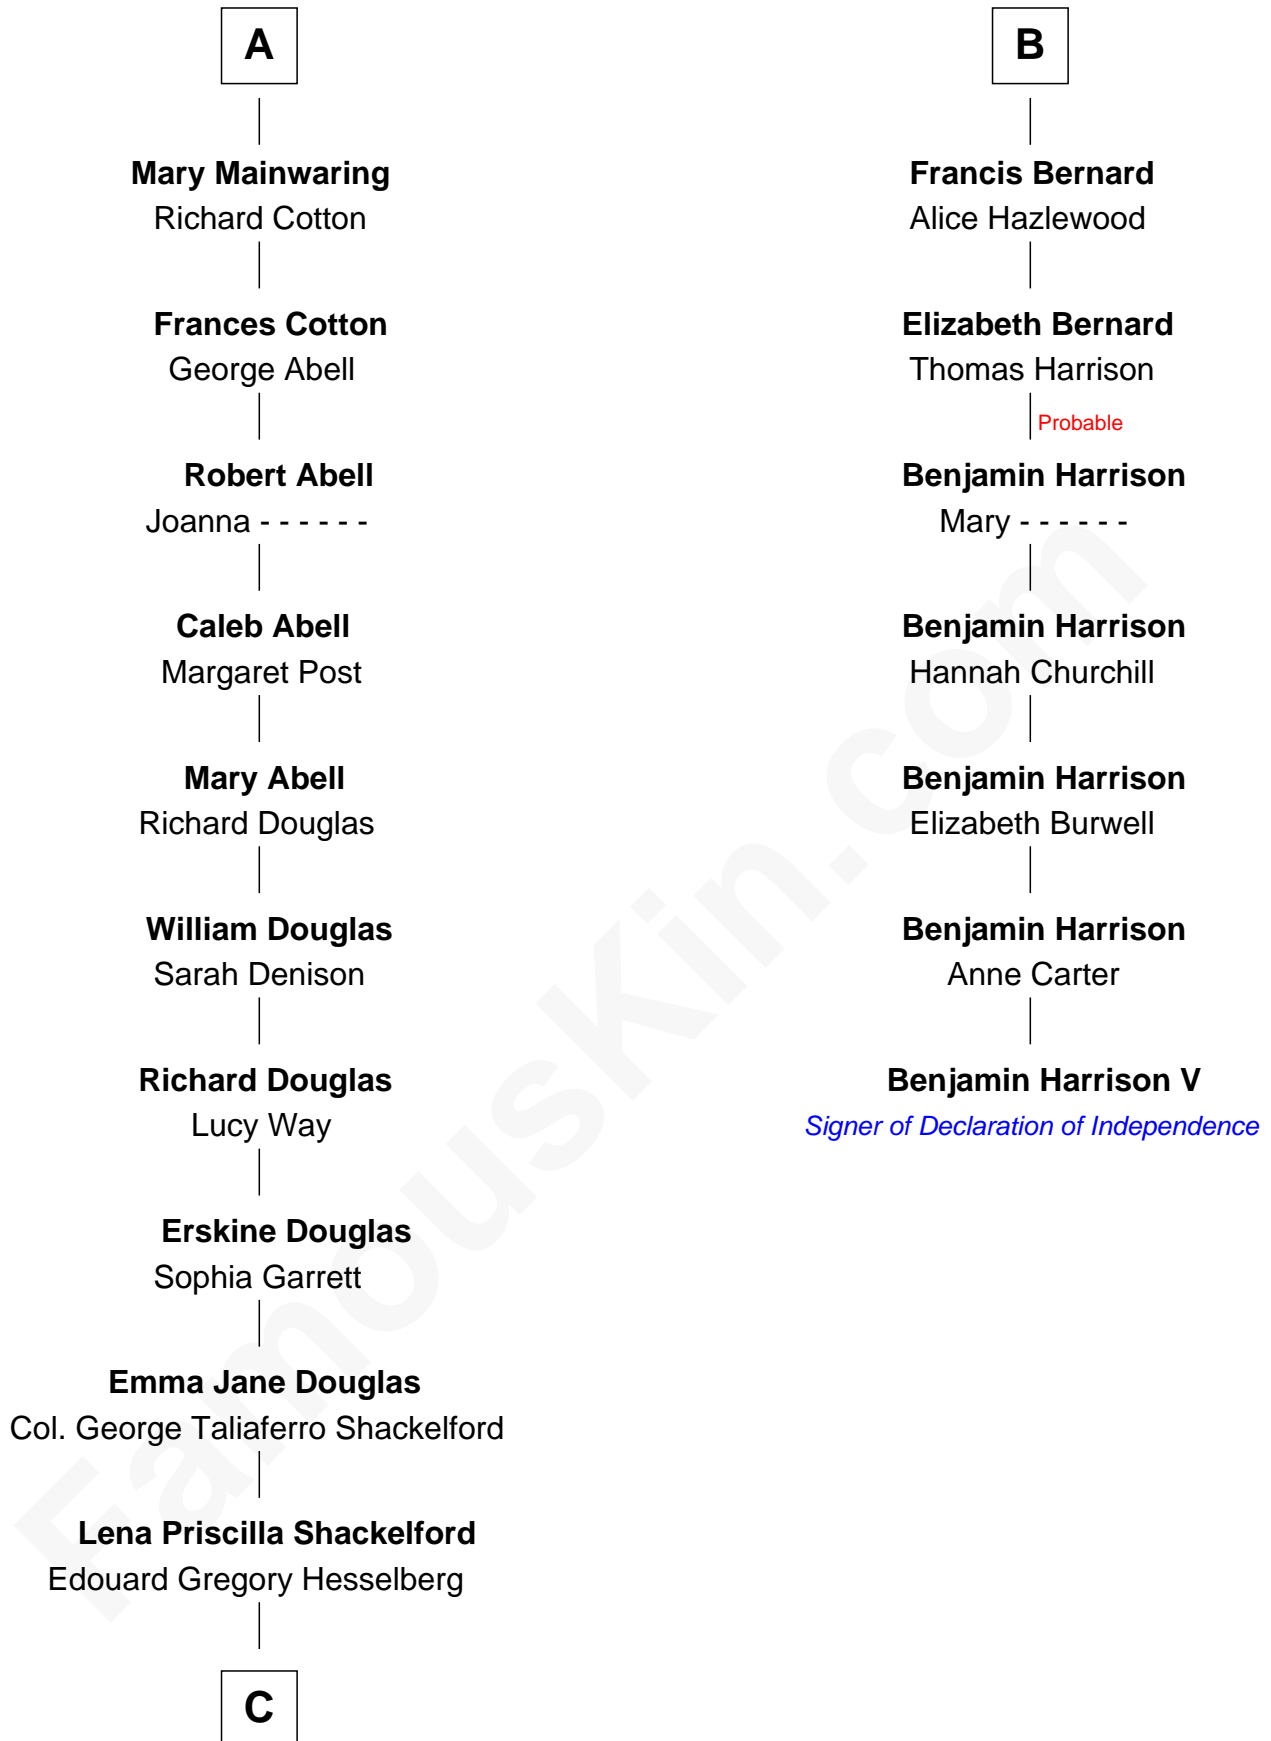 A
Mary Mainwaring
Richard Cotton
Frances Cotton
George Abell
Robert Abell
Joanna - - - - - -
Caleb Abell
Margaret Post
Mary Abell
Richard Douglas
William Douglas
Sarah Denison
Richard Douglas
Lucy Way
Erskine Douglas
Sophia Garrett
Emma Jane Douglas
Col. George Taliaferro Shackelford
Lena Priscilla Shackelford
Edouard Gregory Hesselberg
C
B
Francis Bernard
Alice Hazlewood
Elizabeth Bernard
Thomas Harrison
Probable
Benjamin Harrison
Mary - - - - - -
Benjamin Harrison
Hannah Churchill
Benjamin Harrison
Elizabeth Burwell
Benjamin Harrison
Anne Carter
Benjamin Harrison V
Signer of Declaration of Independence
FamousKin.com